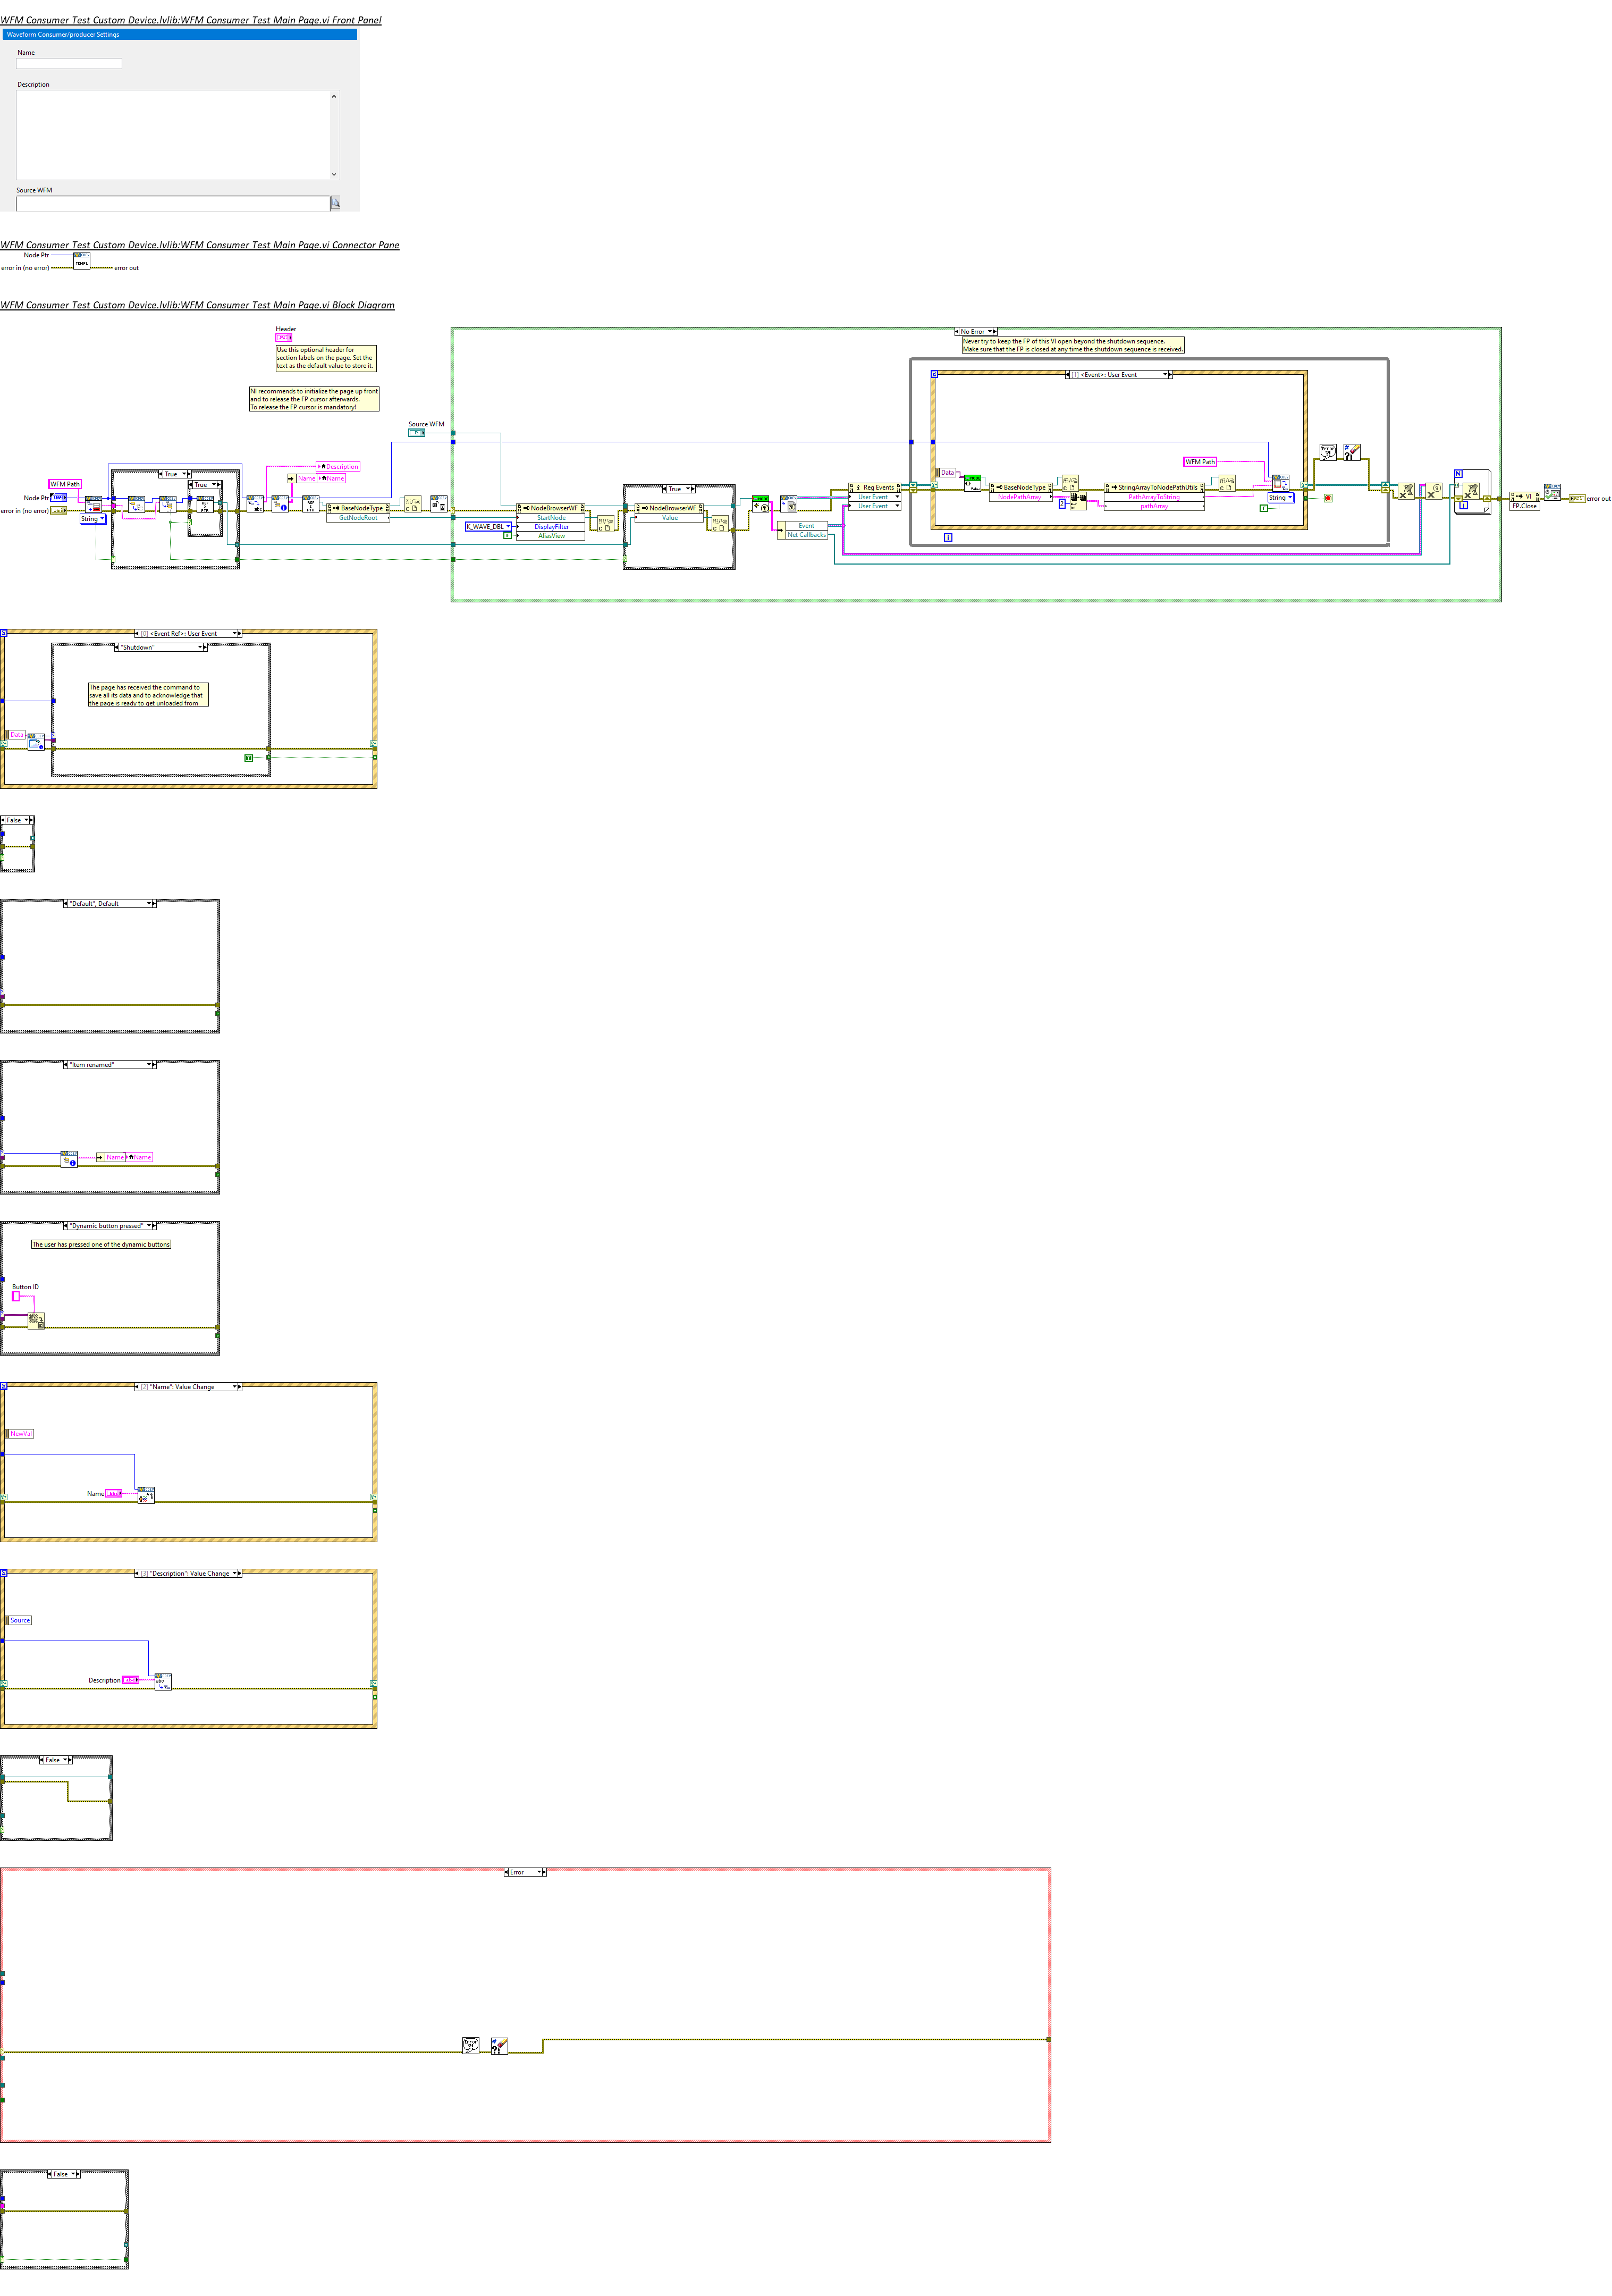 WFM Consumer Test Custom Device.lvlib:WFM Consumer Test Main Page.vi Front Panel
Waveform Consumer/producer Settings
Name
Description
Source WFM
WFM Consumer Test Custom Device.lvlib:WFM Consumer Test Main Page.vi Connector Pane
Node Ptr
error in (no error)
error out
WFM Consumer Test Custom Device.lvlib:WFM Consumer Test Main Page.vi Block Diagram
Header
Use this optional header for
section labels on the page. Set the
text as the default value to store it.
NI recommends to initialize the page up front
and to release the FP cursor afterwards.
To release the FP cursor is mandatory!
No Error
Never try to keep the FP of this VI open beyond the shutdown sequence.
Make sure that the FP is closed at any time the shutdown sequence is received.
[1] <Event>: User Event
Source WFM
WFM Path
Node Ptr
error in (no error)
String
True
True
Description
Name
Name
BaseNodeType
GetNodeRoot
K_WAVE_DBL
NodeBrowserWF
StartNode
DisplayFilter
AliasView
True
NodeBrowserWF
Value
Event
Net Callbacks
Reg Events
User Event
User Event
Data
BaseNodeType
NodePathArray
2
StringArrayToNodePathUtils
PathArrayToString
pathArray
WFM Path
String
VI
FP.Close
error out
[0] <Event Ref>: User Event
"Shutdown"
The page has received the command to
save all its data and to acknowledge that
the page is ready to get unloaded from
Data
False
"Default", Default
"Item renamed"
Name
Name
"Dynamic button pressed"
The user has pressed one of the dynamic buttons
Button ID
[2] "Name": Value Change
NewVal
Name
[3] "Description": Value Change
Source
Description
False
Error
False